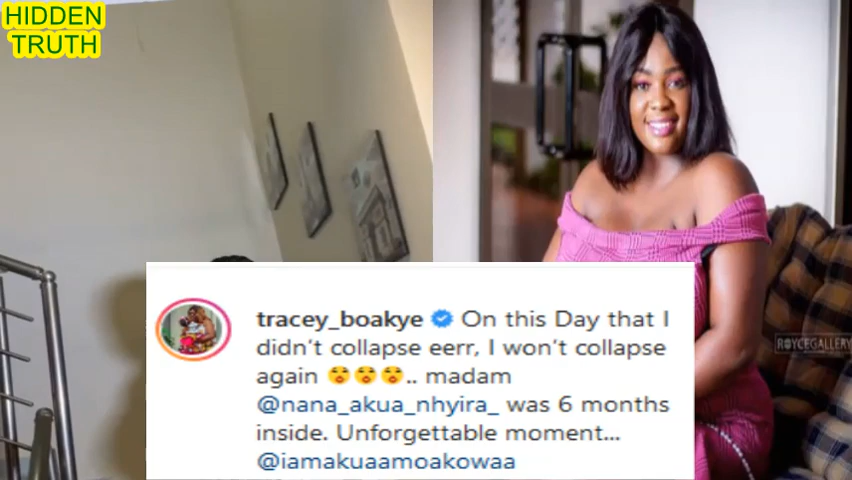 HIDDEN
TRUTH
tracey_boakye On this Day that I
didn't collapse eerr, I won't collapse
again 😲😲😲.. madam
@nana_akua_nhyira_ was 6 months
inside. Unforgettable moment...
@iamakuaamoakowaa
ROYCEGALLERY